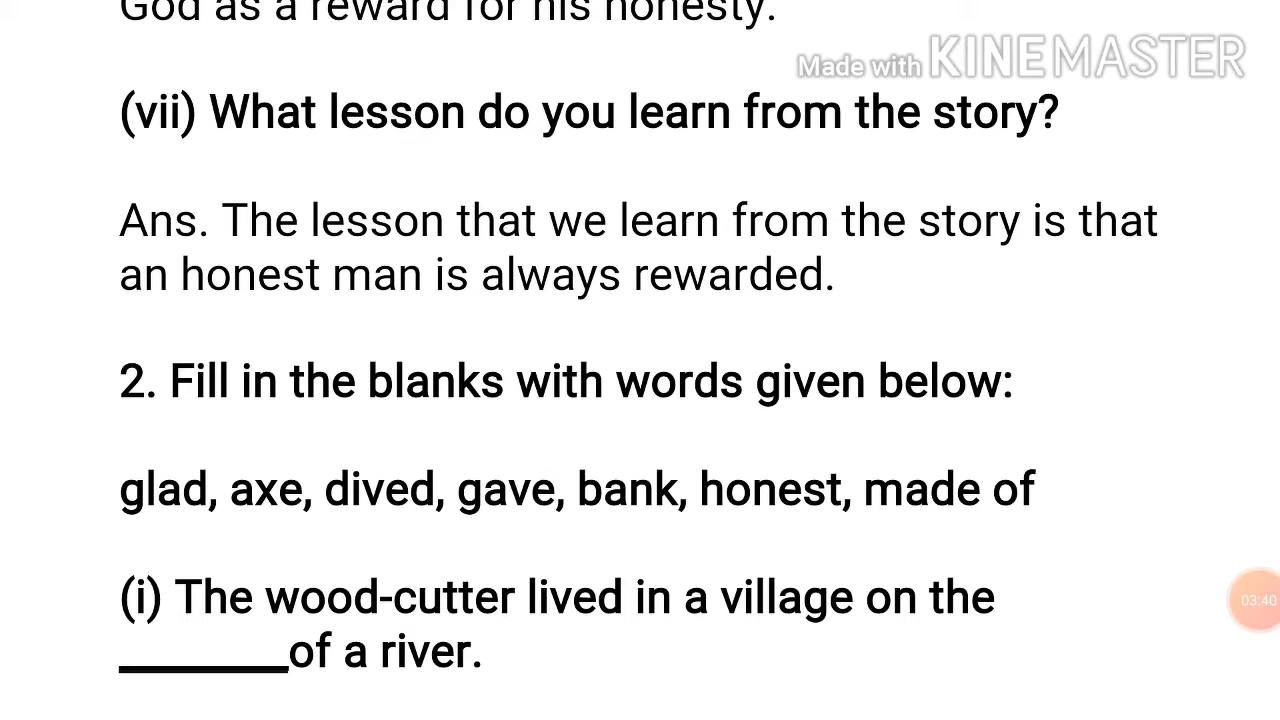 God as a reward for his honesty.
Made with KINEMASTER
(vii) What lesson do you learn from the story?
Ans. The lesson that we learn from the story is that
an honest man is always rewarded.
2. Fill in the blanks with words given below:
glad, axe, dived, gave, bank, honest, made of
(i) The wood-cutter lived in a village on the
________of a river.
03:40